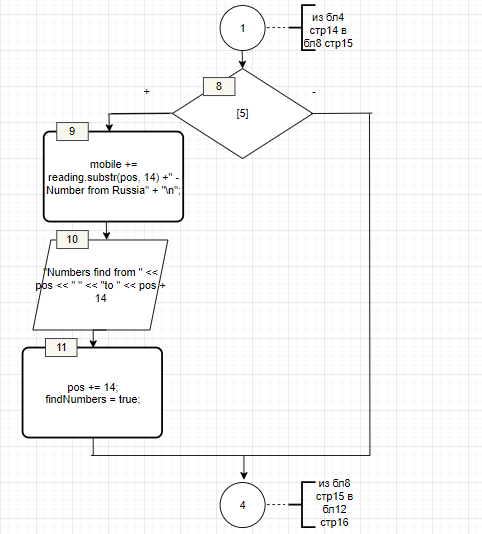 1
из бл4
стр14 в
бл8 стр15
8
+
-
[5]
9
mobile +=
reading.substr(pos, 14) +" -
Number from Russia" + "\n";
10
"Numbers find from " <<
pos << " " << "to " << pos +
14
11
pos += 14;
findNumbers = true;
4
из бл8
стр15 в
бл12
стр16